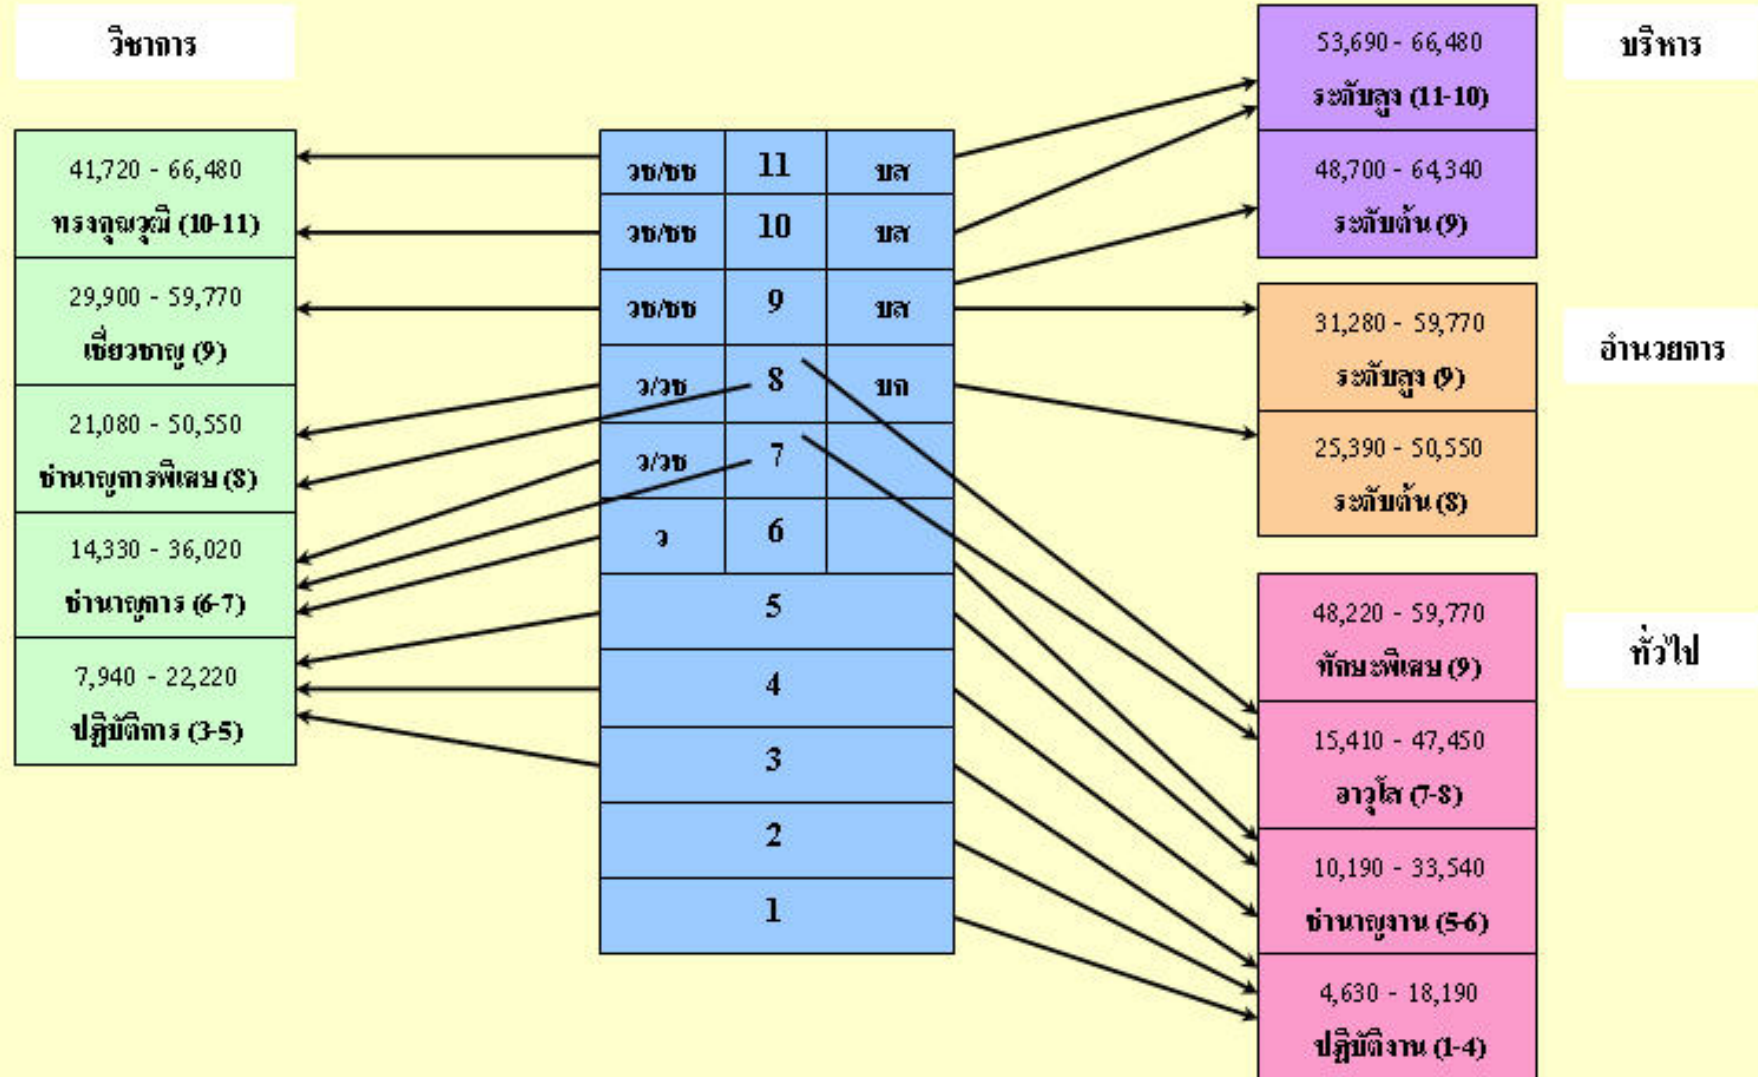 วิชาการ
41,720 - 66,480
ทรงคุณวุฒิ (10-11)
29,900 - 59,770
เชี่ยวชาญ (9)
21,080 - 50,550
ชำนาญการพิเศษ (8)
14,330 - 36,020
ชำนาญการ (6-7)
7,940 - 22,220
ปฏิบัติการ (3-5)
วช/ชช 11 บส
วช/ชช 10 บส
วช/ชช 9 บส
ว/วช 8 บก
ว/วช 7
ว 6
5
4
3
2
1
บริหาร
53,690 - 66,480
ระดับสูง (11-10)
48,700 - 64,340
ระดับต้น (9)
อำนวยการ
31,280 - 59,770
ระดับสูง (9)
25,390 - 50,550
ระดับต้น (8)
ทั่วไป
48,220 - 59,770
ทักษะพิเศษ (9)
15,410 - 47,450
อาวุโส (7-8)
10,190 - 33,540
ชำนาญงาน (5-6)
4,630 - 18,190
ปฏิบัติงาน (1-4)